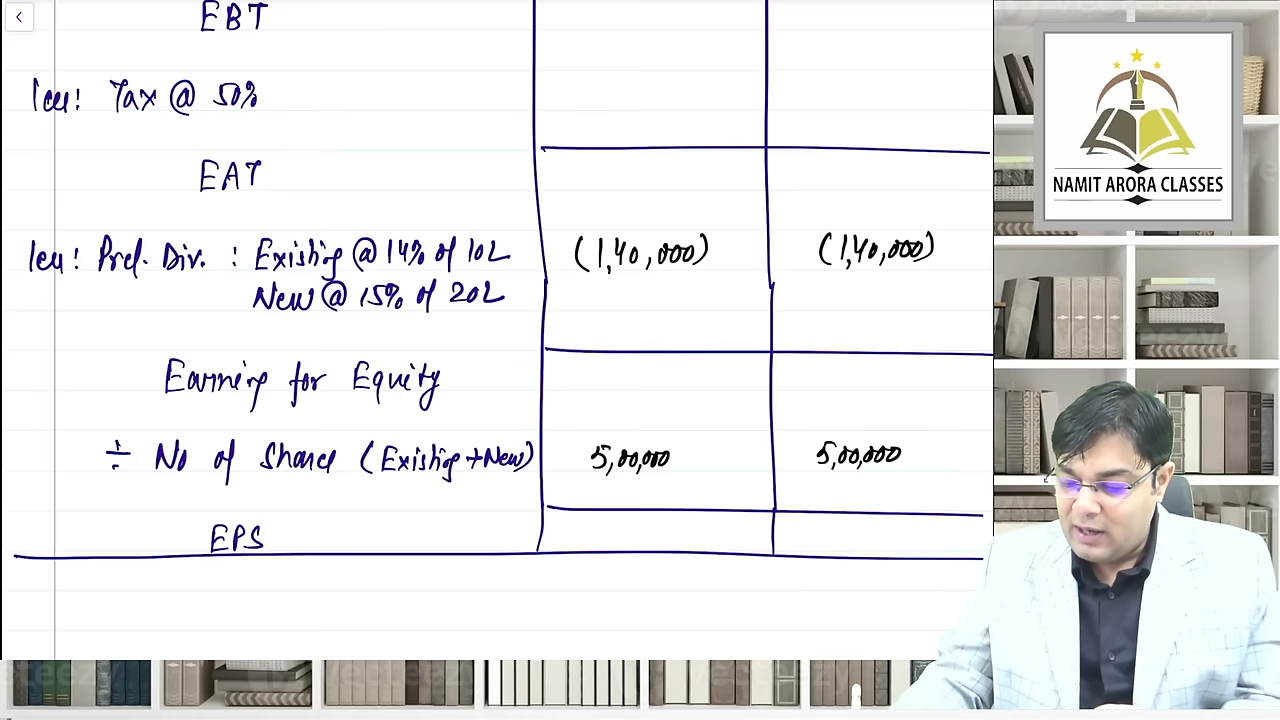 EBT
less: Tax @ 50%
EAT
less: Pref. Div. : Existing @ 14% of 10L (1,40,000) (1,40,000)
New @ 15% of 20L
Earning for Equity
÷ No of Shares (Existing + New) 5,00,000 5,00,000
EPS
NAMIT ARORA CLASSES